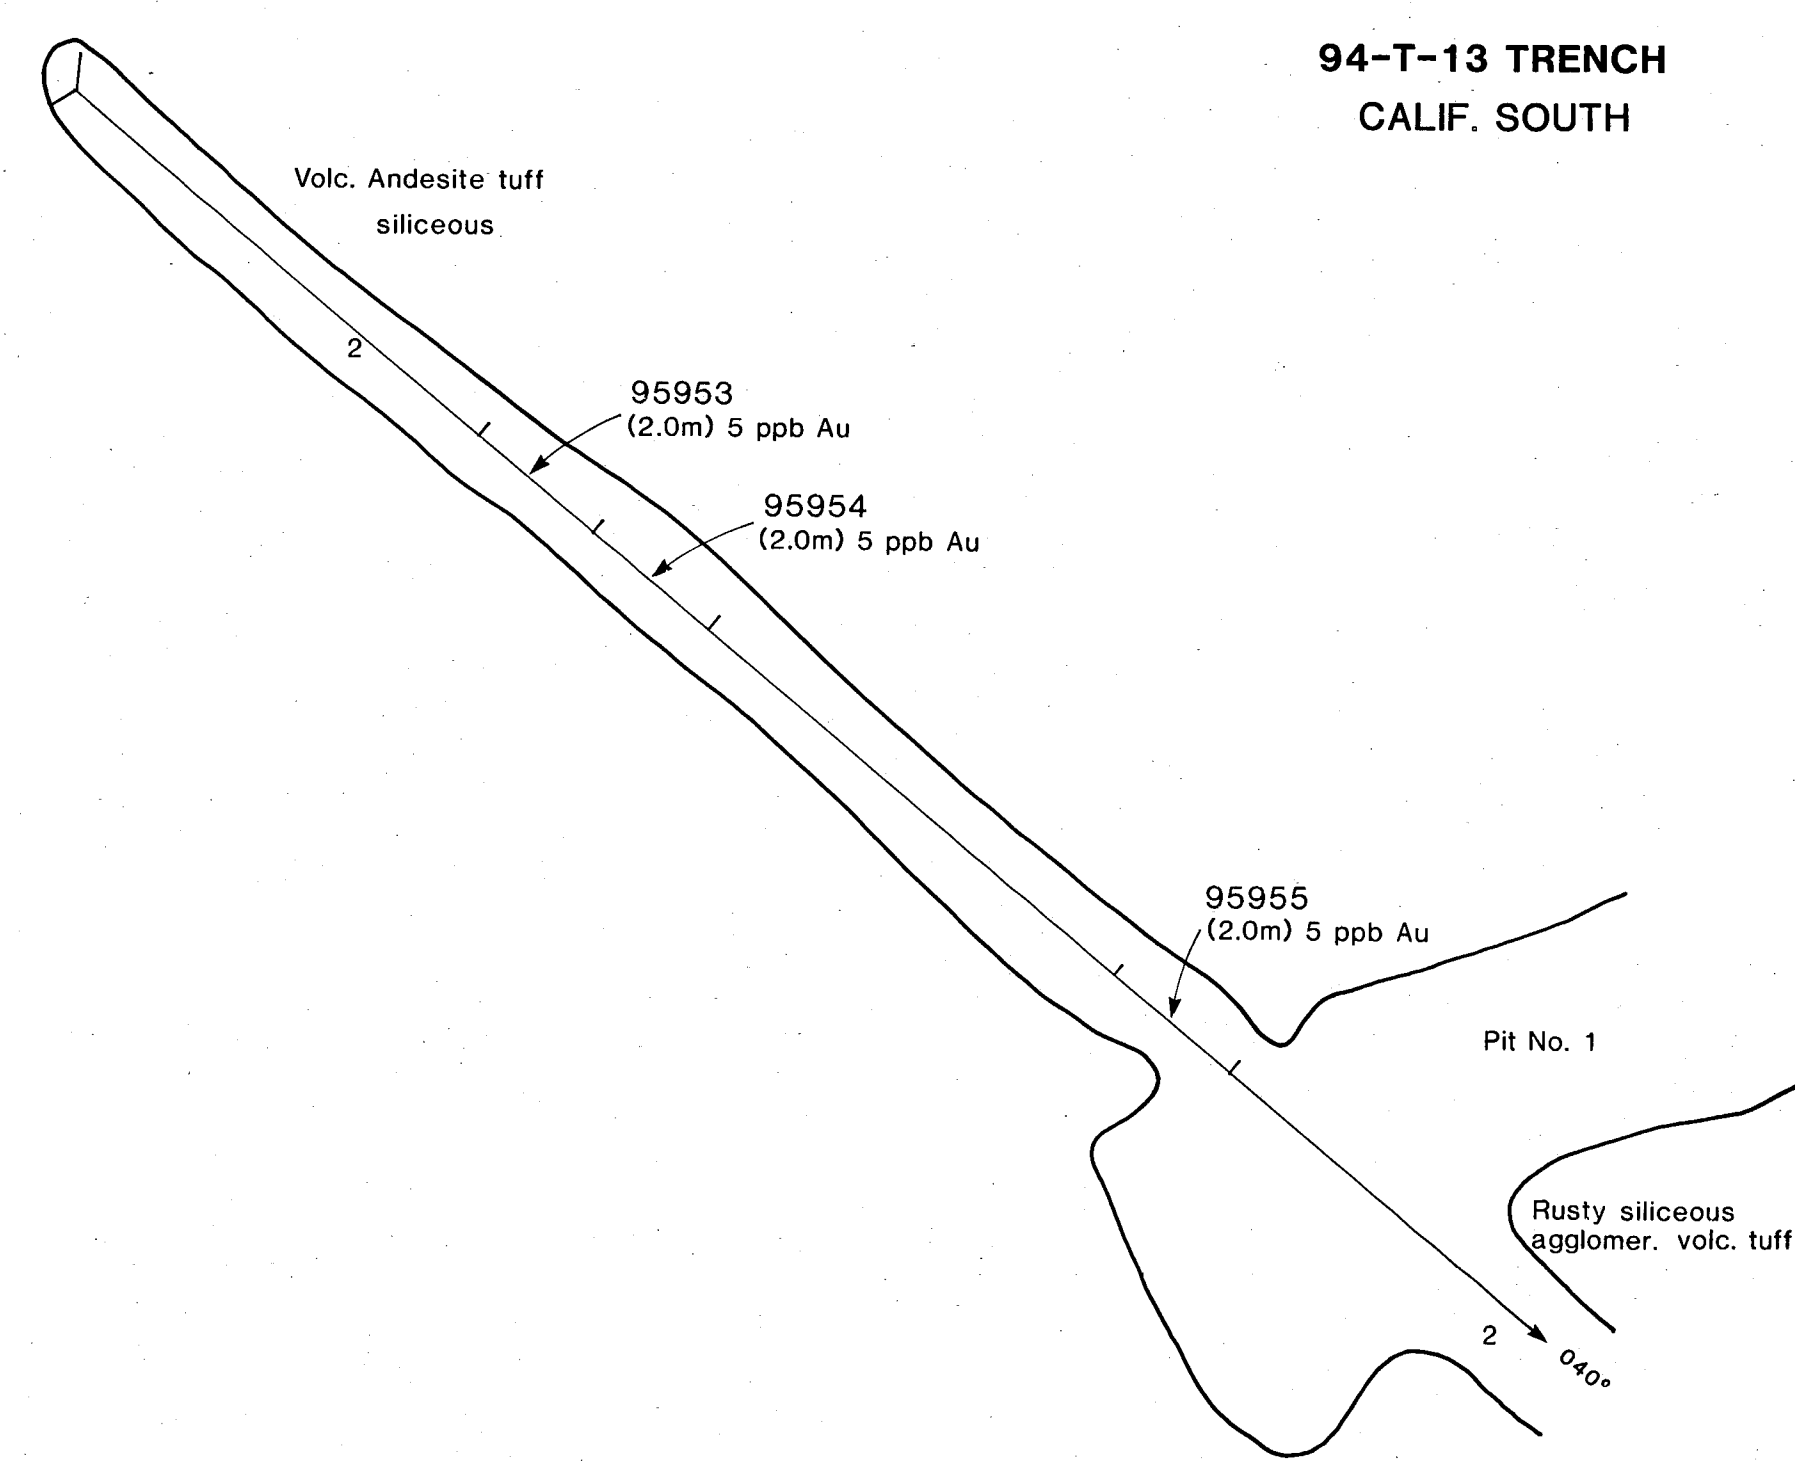 94-T-13 TRENCH
CALIF. SOUTH
Volc. Andesite tuff
siliceous
2
95953
(2.0m) 5 ppb Au
95954
(2.0m) 5 ppb Au
95955
(2.0m) 5 ppb Au
Pit No. 1
Rusty siliceous
agglomer. volc. tuff
2
040°